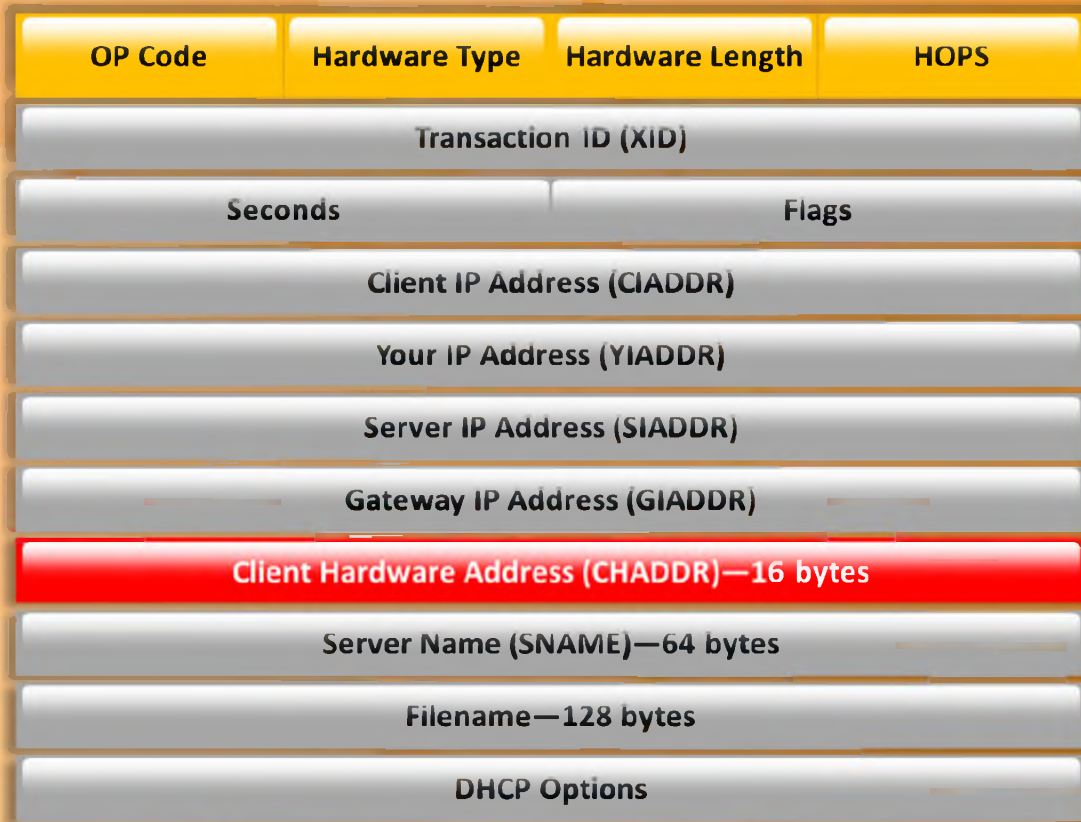 OP Code Hardware Type Hardware Length HOPS
Transaction ID (XID)
Seconds Flags
Client IP Address (CIADDR)
Your IP Address (YIADDR)
Server IP Address (SIADDR)
Gateway IP Address (GIADDR)
Client Hardware Address (CHADDR)—16 bytes
Server Name (SNAME)—64 bytes
Filename—128 bytes
DHCP Options